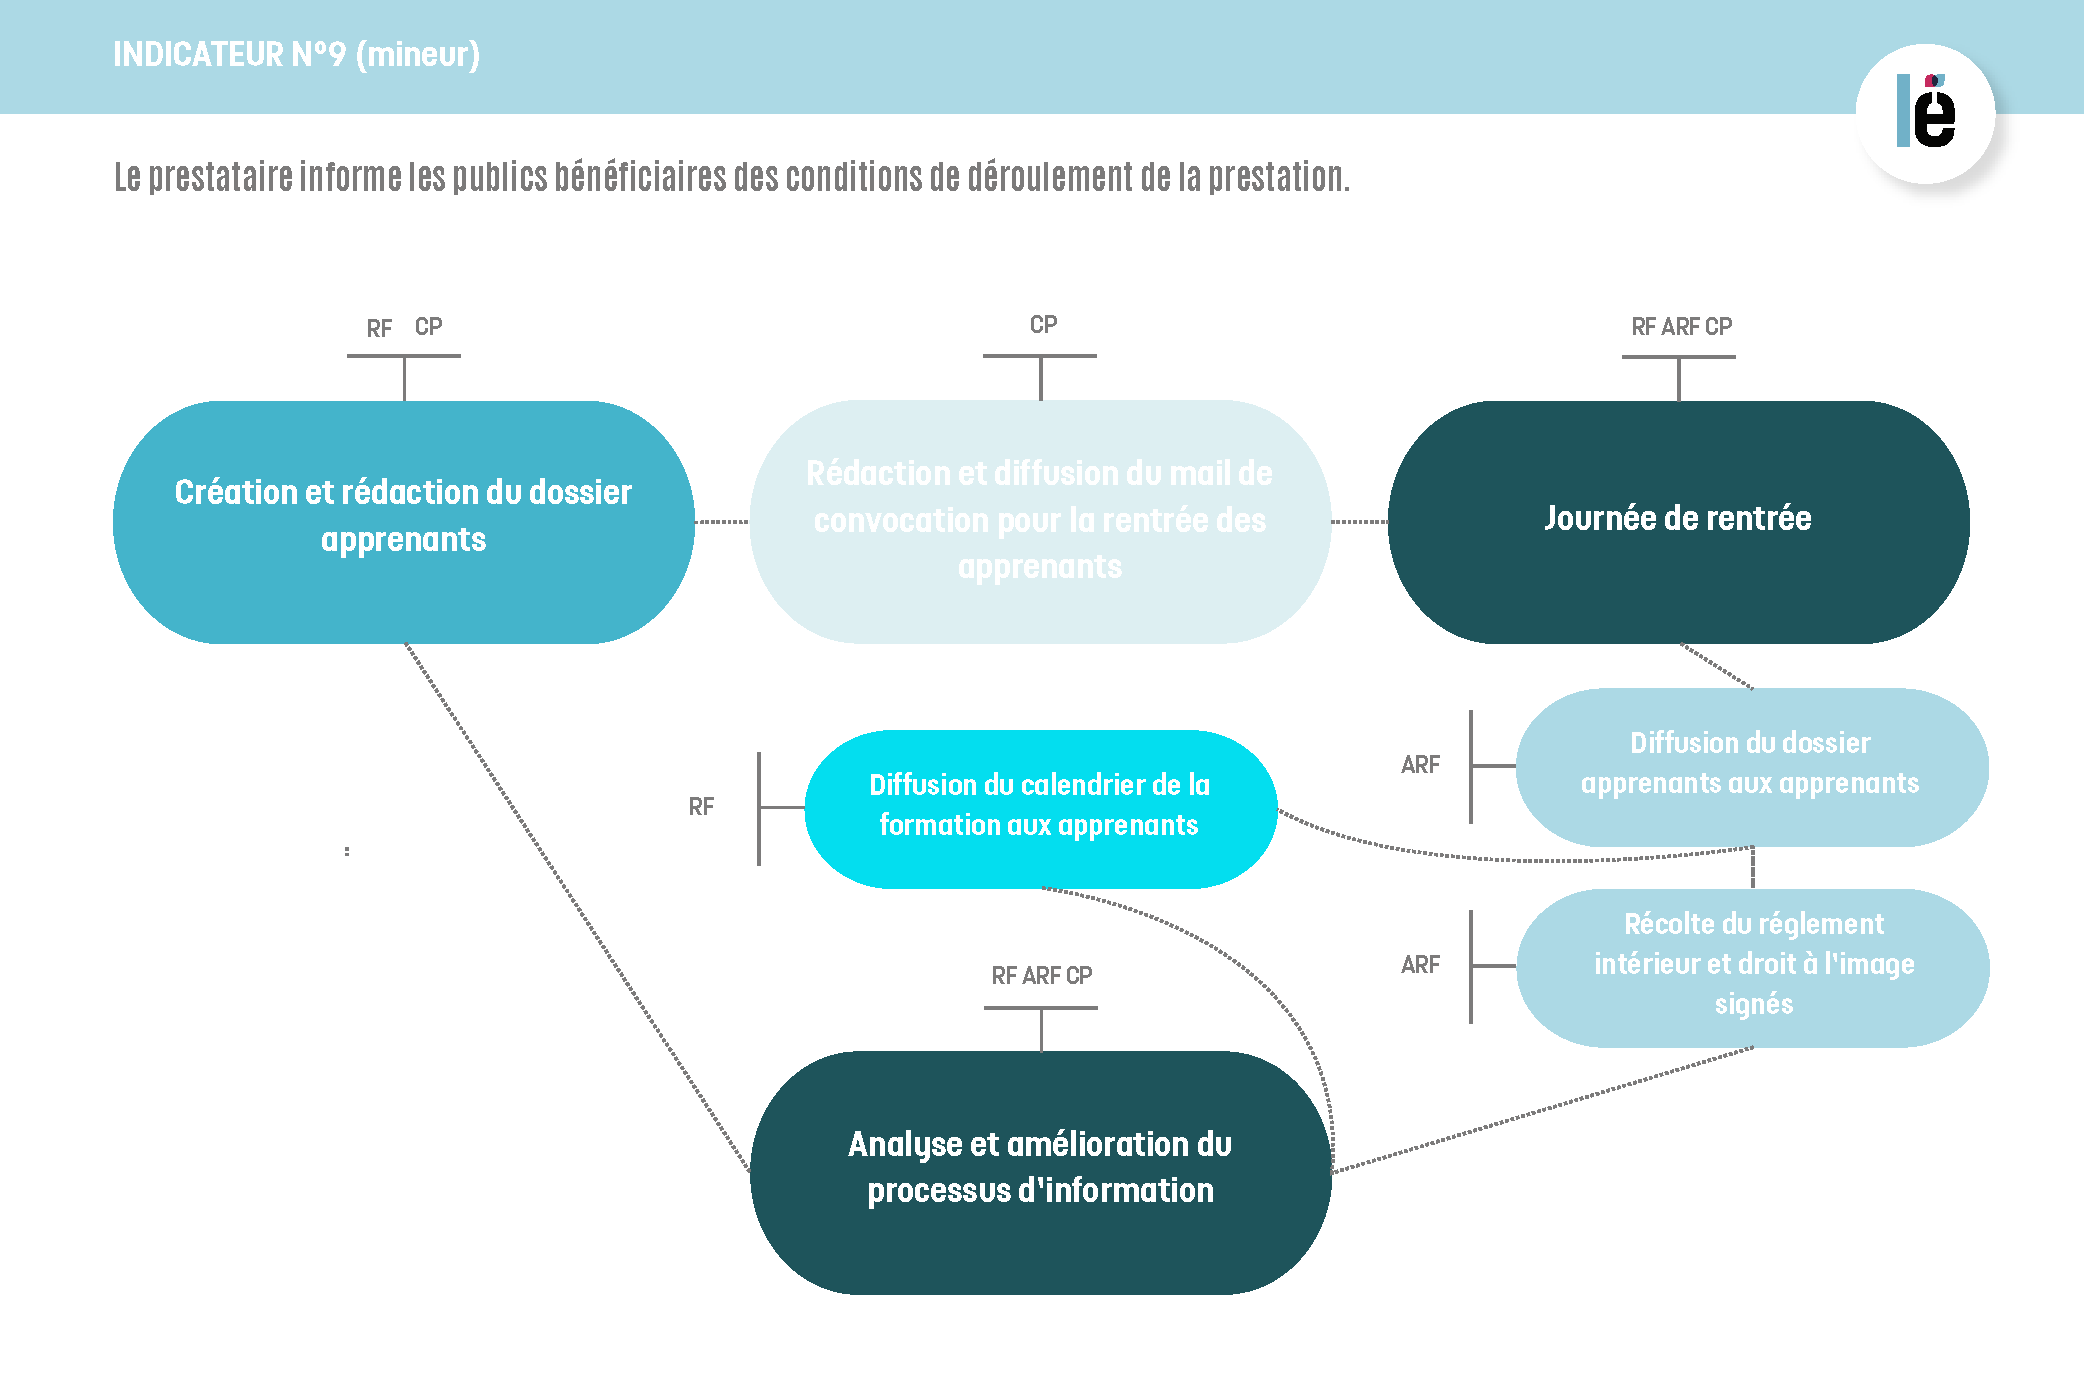 INDICATEUR N°9 (mineur)
lé
Le prestataire informe les publics bénéficiaires des conditions de déroulement de la prestation.
RF CP
CP
RF ARF CP
Création et rédaction du dossier
apprenants
Rédaction et diffusion du mail de
convocation pour la rentrée des
apprenants
Journée de rentrée
ARF
Diffusion du dossier
apprenants aux apprenants
RF
Diffusion du calendrier de la
formation aux apprenants
:
ARF
Récolte du réglement
intérieur et droit à l'image
signés
RF ARF CP
Analyse et amélioration du
processus d'information